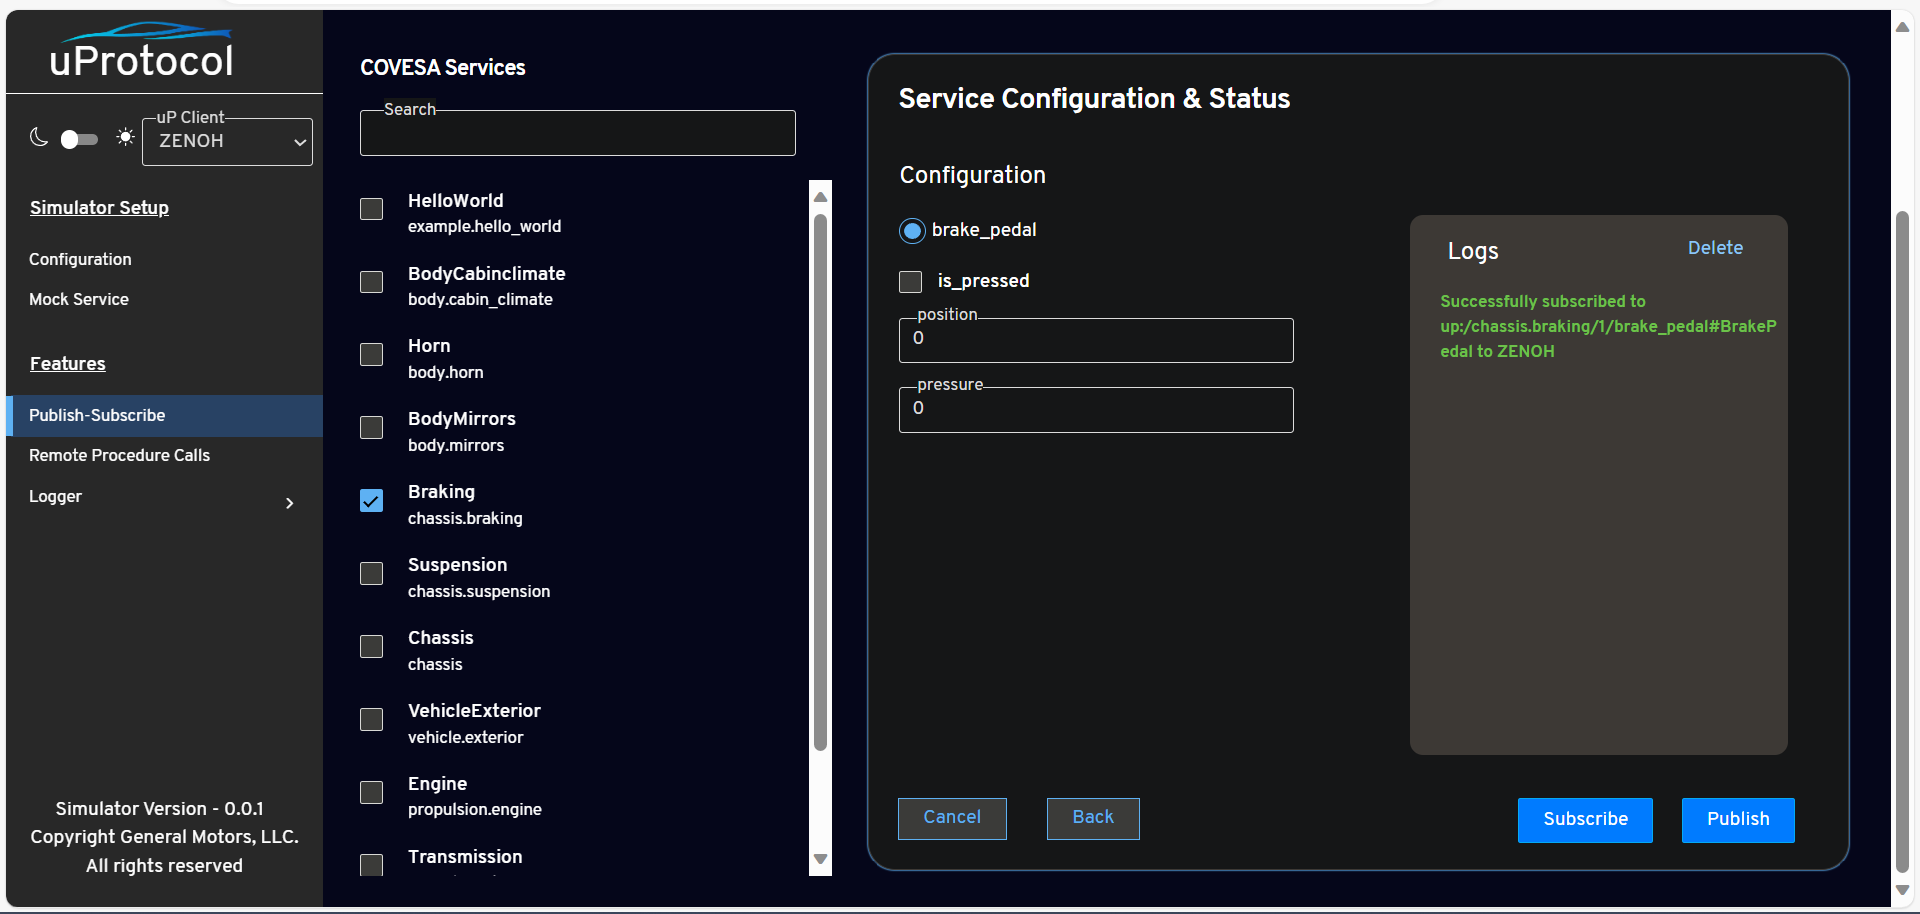 uProtocol
uP Client
ZENOH
Simulator Setup
Configuration
Mock Service
Features
Publish-Subscribe
Remote Procedure Calls
Logger
Simulator Version - 0.0.1
Copyright General Motors, LLC.
All rights reserved
COVESA Services
Search
HelloWorld
example.hello_world
BodyCabinclimate
body.cabin_climate
Horn
body.horn
BodyMirrors
body.mirrors
Braking
chassis.braking
Suspension
chassis.suspension
Chassis
chassis
VehicleExterior
vehicle.exterior
Engine
propulsion.engine
Transmission
Service Configuration & Status
Configuration
brake_pedal
is_pressed
position
0
pressure
0
Logs
Delete
Successfully subscribed to
up:/chassis.braking/1/brake_pedal#BrakeP
edal to ZENOH
Cancel
Back
Subscribe
Publish